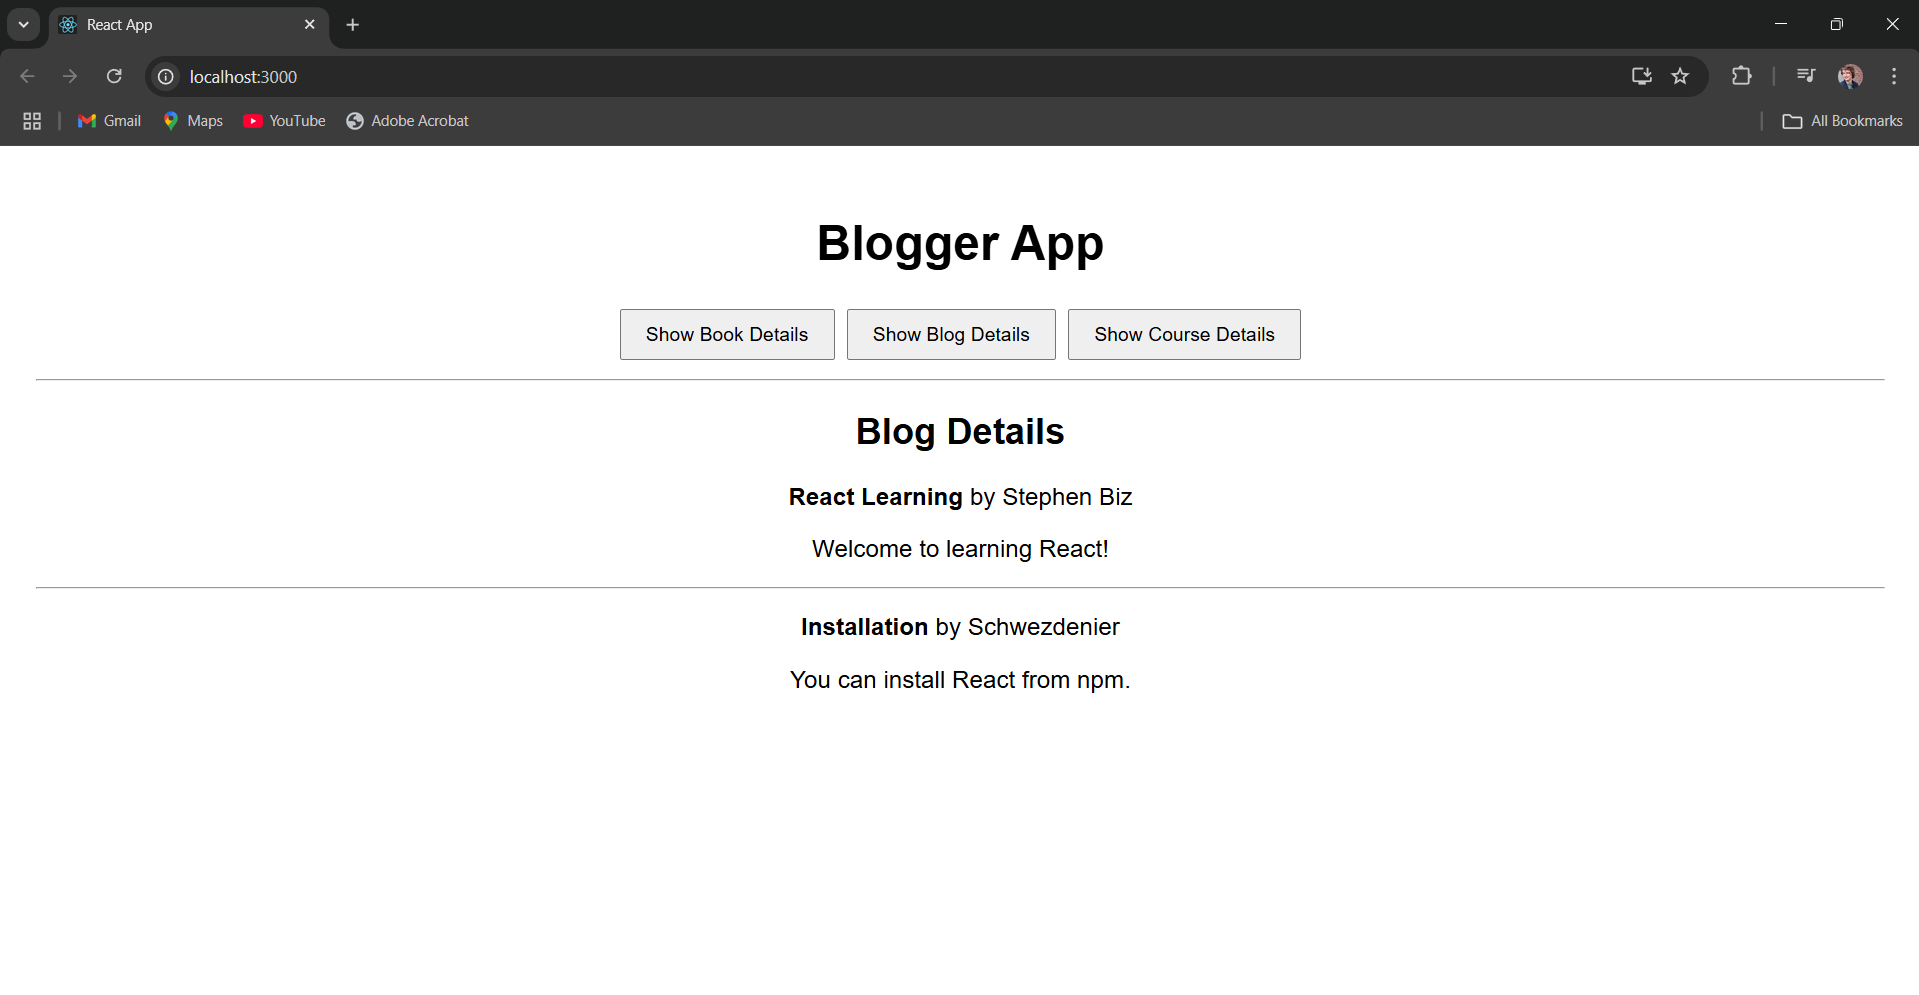 React App
localhost:3000
Gmail Maps YouTube Adobe Acrobat All Bookmarks
Blogger App
Show Book Details Show Blog Details Show Course Details
Blog Details
React Learning by Stephen Biz
Welcome to learning React!
Installation by Schwezdenier
You can install React from npm.